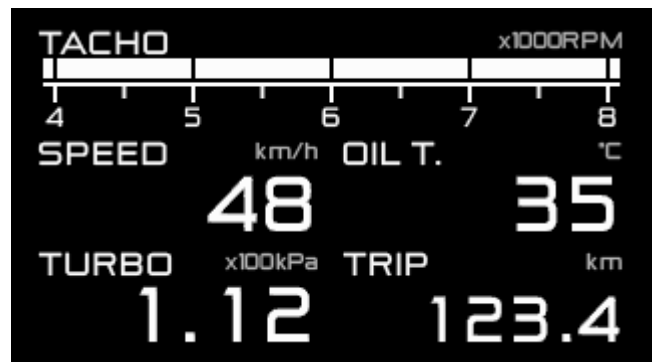 TACHO x1000RPM
4 5 6 7 8
SPEED km/h OIL T. °C
48 35
TURBO x100kPa TRIP km
1.12 123.4